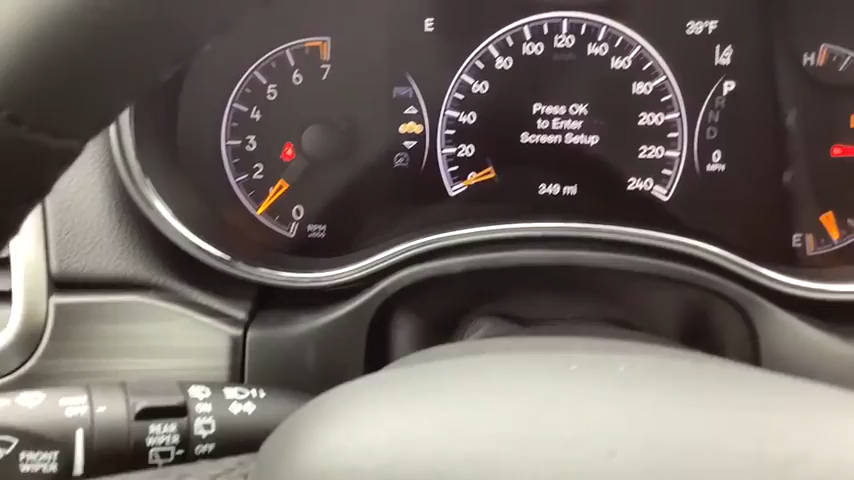 E
39°F
7
6
5
4
3
2
1
0
RPM
x1000
0
20
40
60
80
100
120
140
160
180
200
220
240
Press OK
to Enter
Screen Setup
349 mi
P
R
N
D
0
MPH
H
E
OFF
FRONT
WIPER
REAR
WIPER
ON
OFF